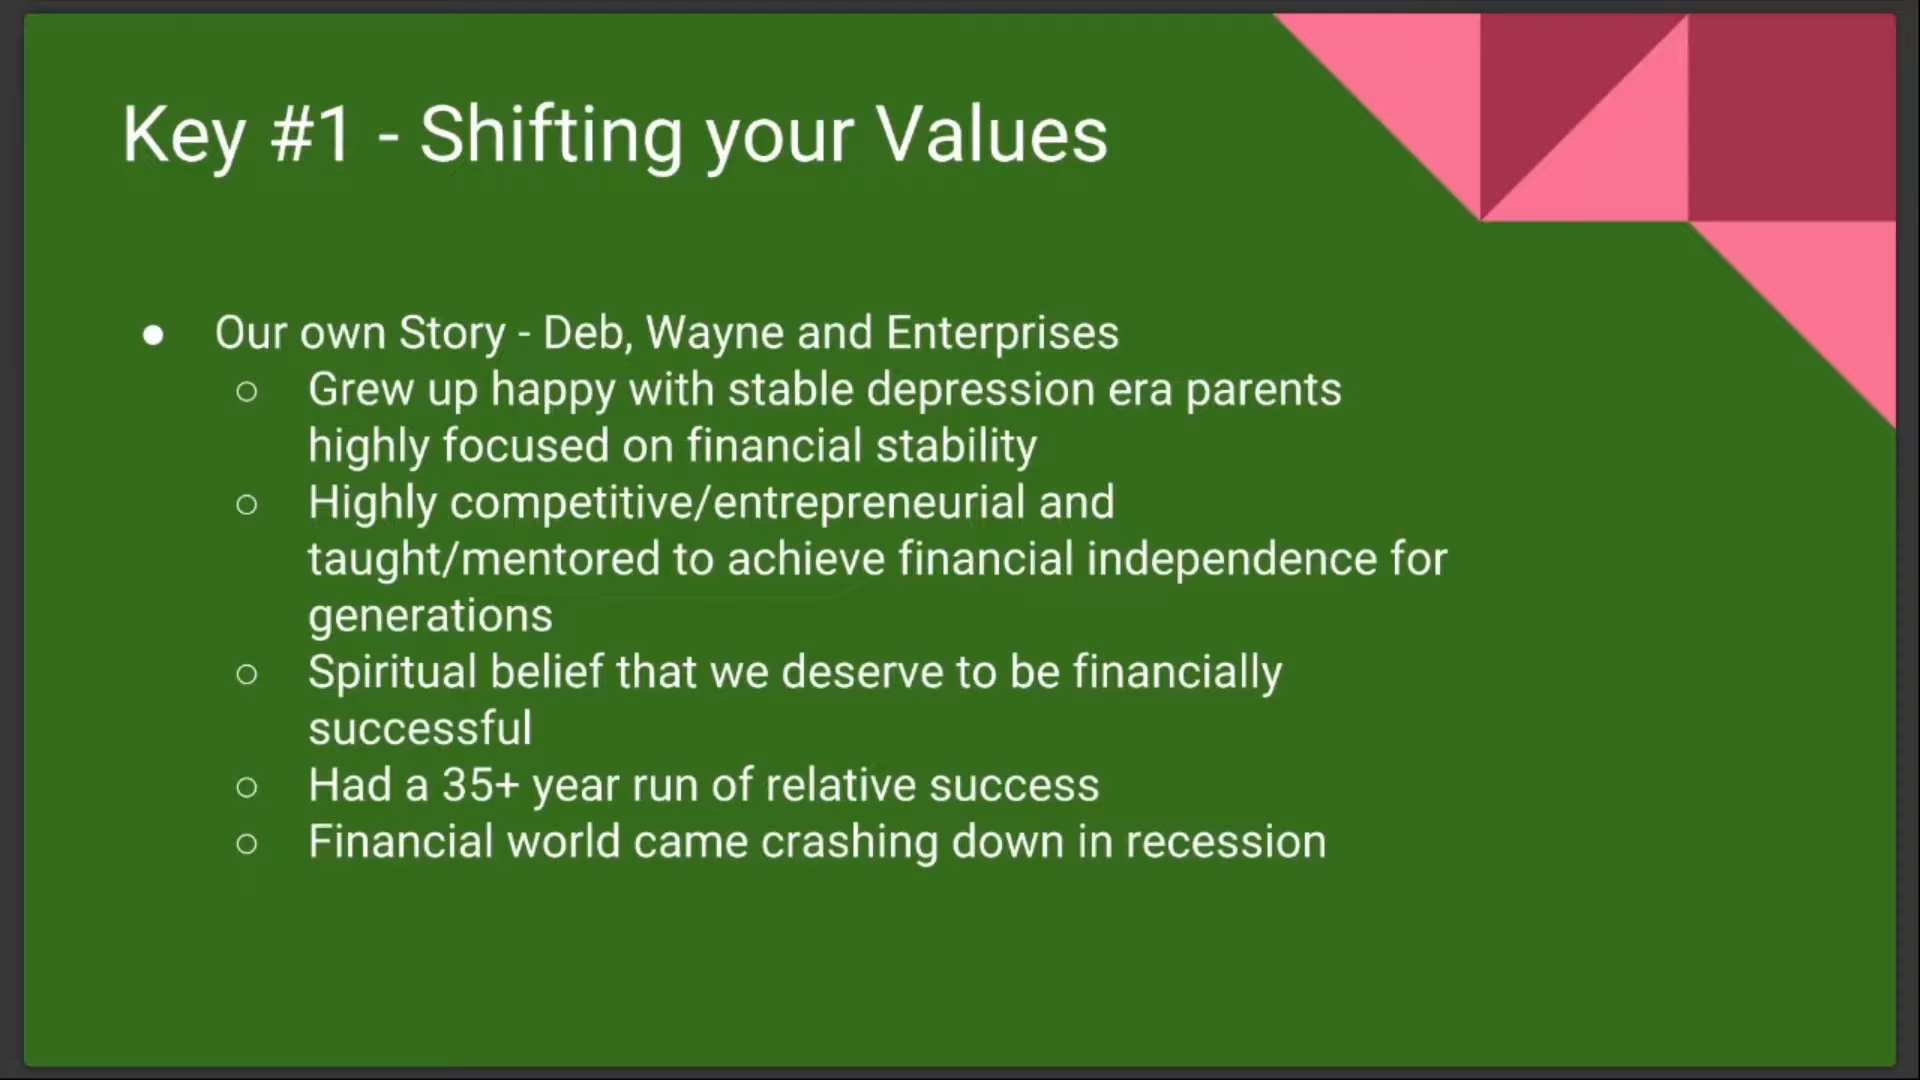 Key #1 - Shifting your Values
● Our own Story - Deb, Wayne and Enterprises
○ Grew up happy with stable depression era parents
highly focused on financial stability
○ Highly competitive/entrepreneurial and
taught/mentored to achieve financial independence for
generations
○ Spiritual belief that we deserve to be financially
successful
○ Had a 35+ year run of relative success
○ Financial world came crashing down in recession